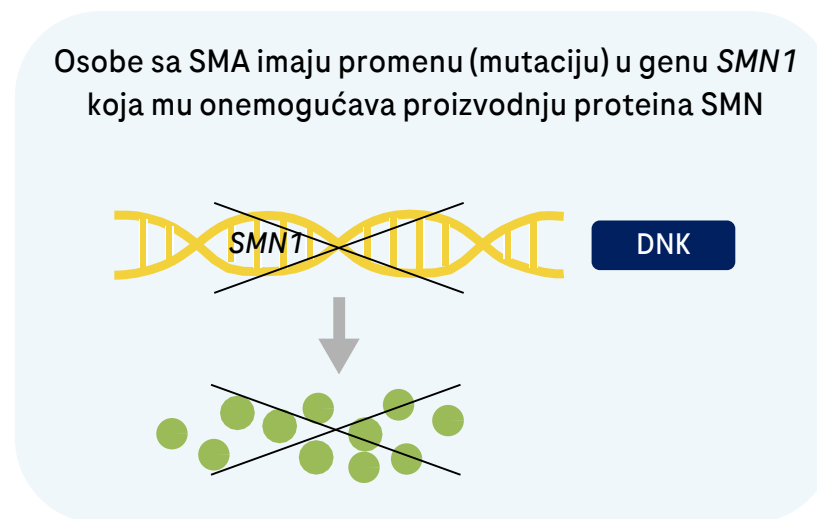 Osobe sa SMA imaju promenu (mutaciju) u genu SMN1
koja mu onemogućava proizvodnju proteina SMN
SMN1
DNK